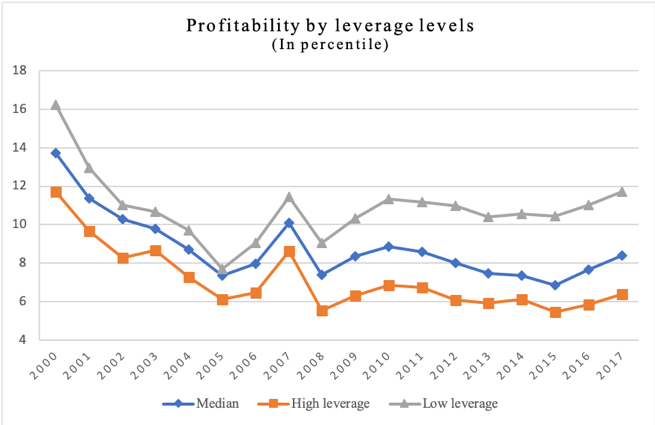 Profitability by leverage levels
(In percentile)
18
16
14
12
10
8
6
4
2000 2001 2002 2003 2004 2005 2006 2007 2008 2009 2010 2011 2012 2013 2014 2015 2016 2017
Median High leverage Low leverage